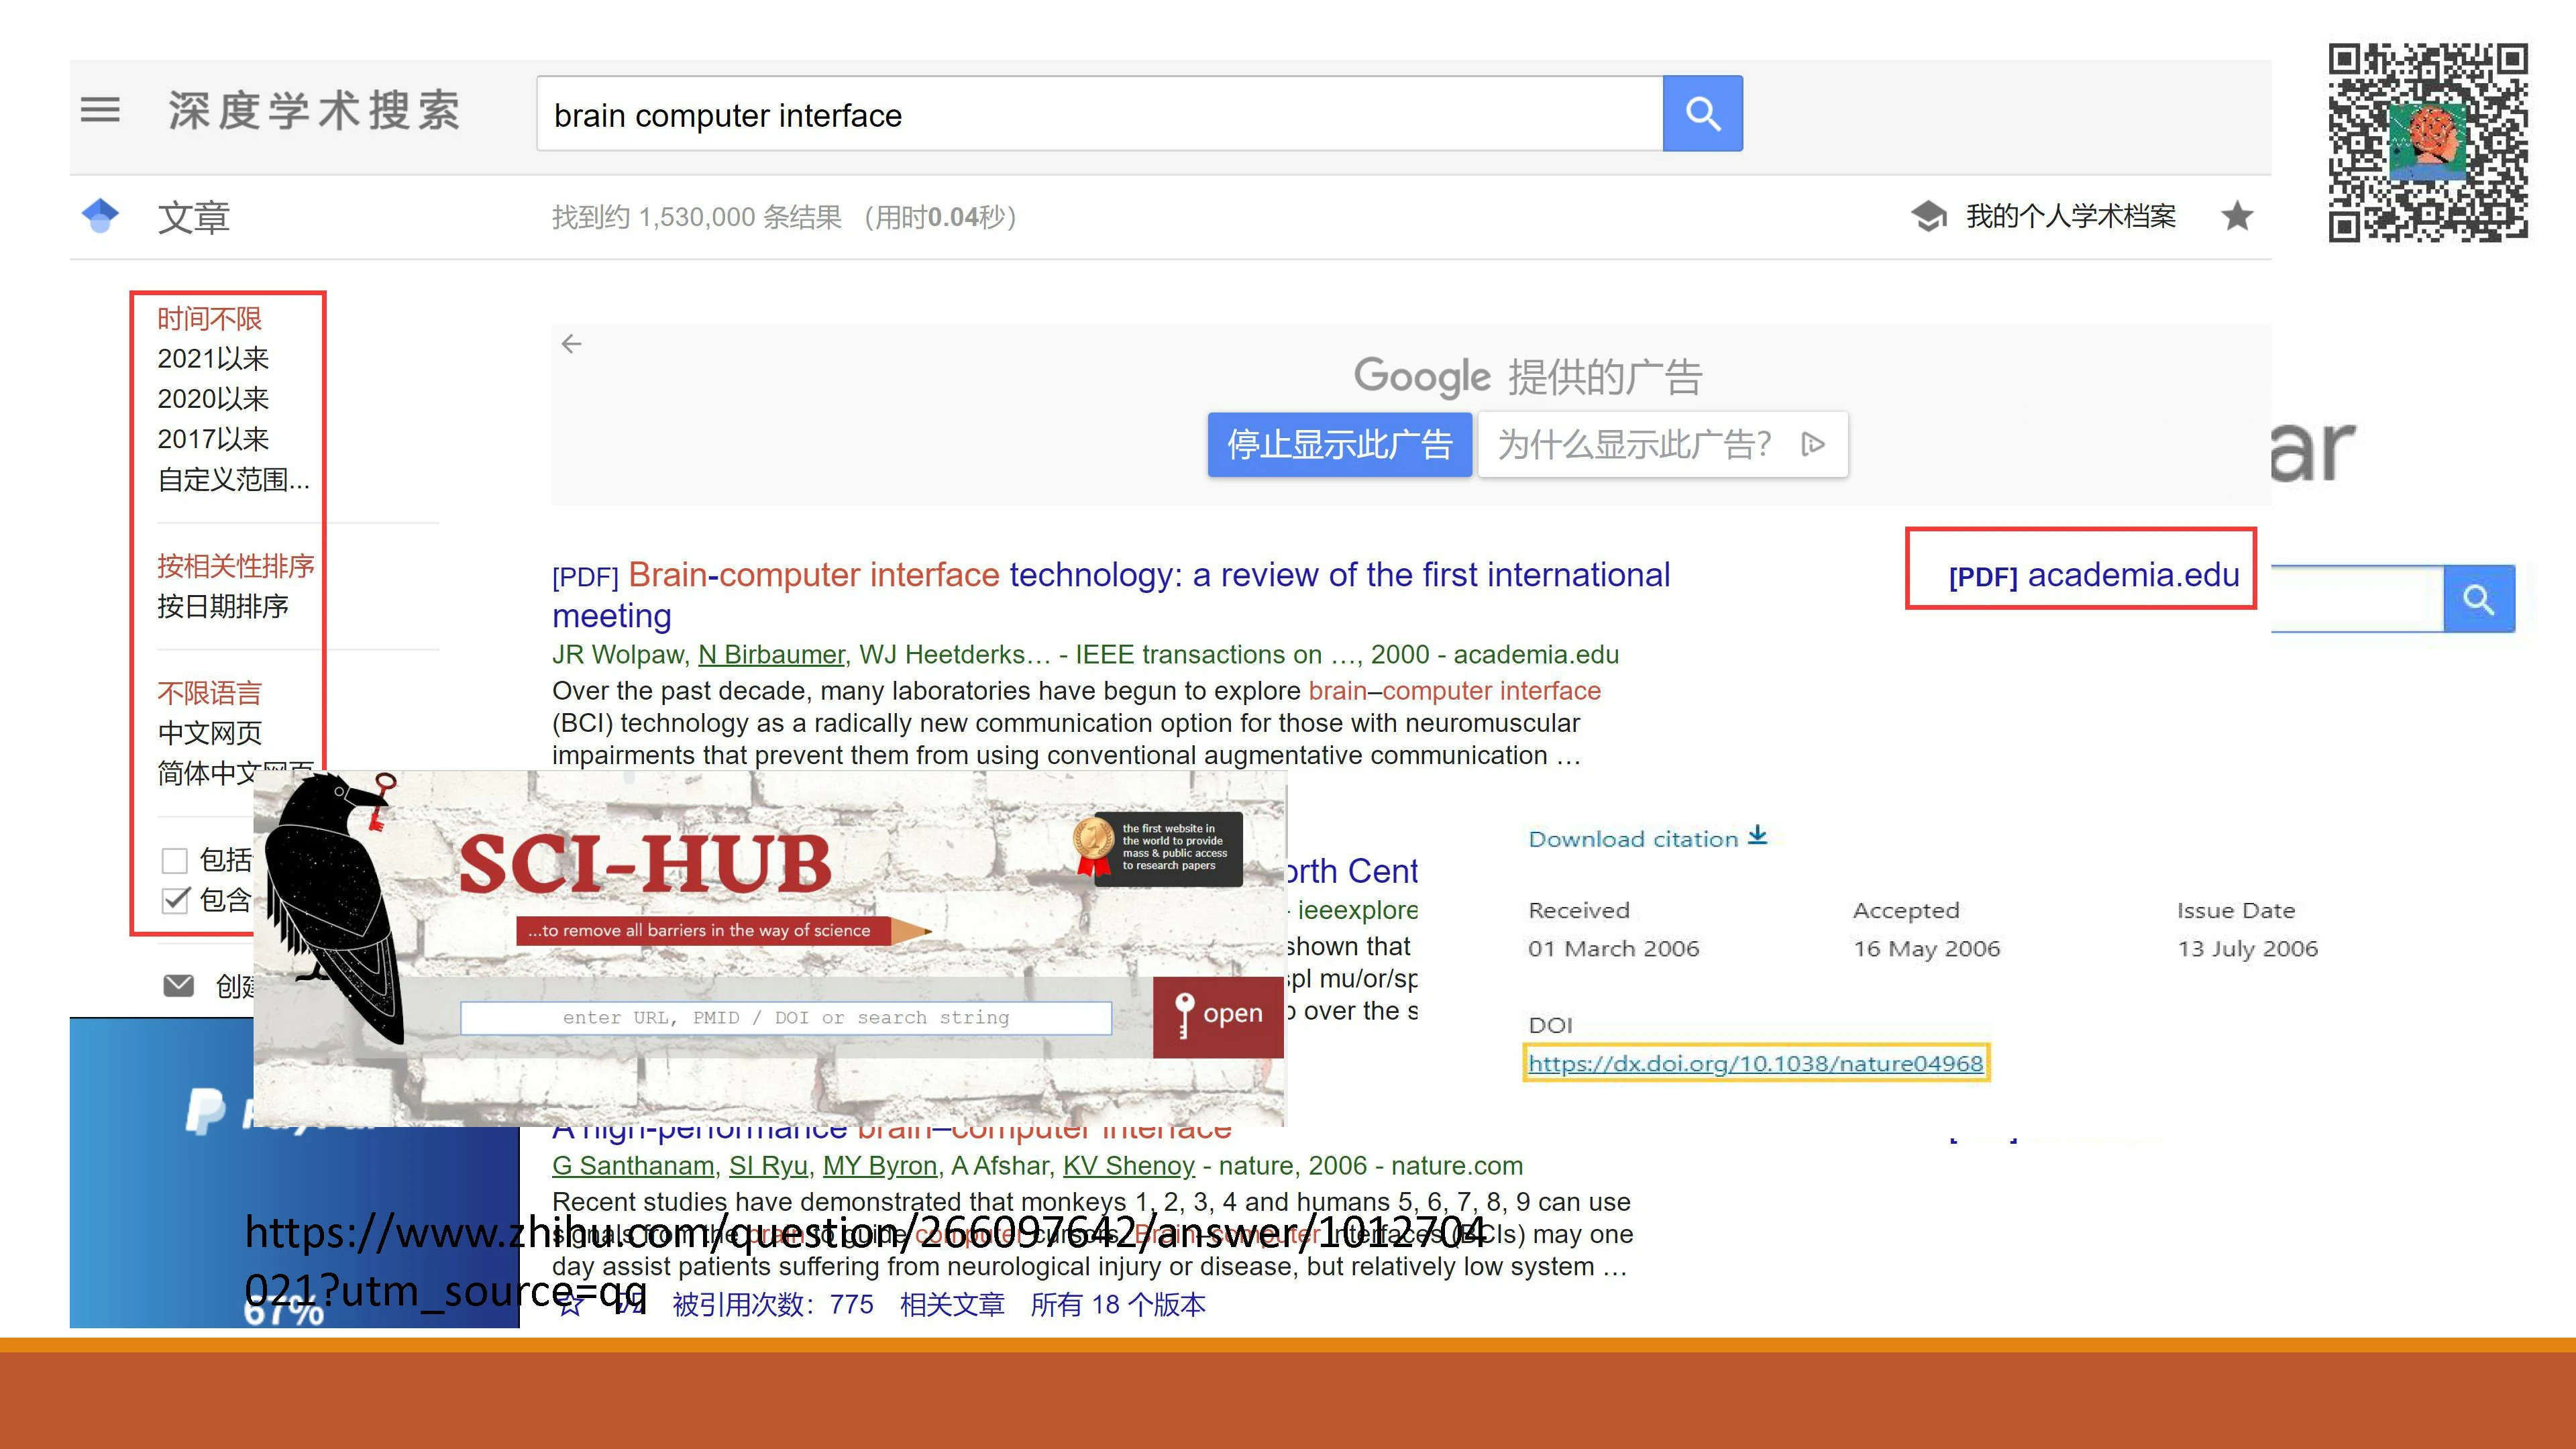 深度学术搜索
brain computer interface
文章
找到约 1,530,000 条结果 （用时0.04秒）
我的个人学术档案
时间不限
2021以来
2020以来
2017以来
自定义范围...
按相关性排序
按日期排序
不限语言
中文网页
简体中文网页
包括
包含
创建
Google 提供的广告
停止显示此广告
为什么显示此广告?
ar
[PDF] Brain-computer interface technology: a review of the first international
meeting
[PDF] academia.edu
JR Wolpaw, N Birbaumer, WJ Heetderks… - IEEE transactions on …, 2000 - academia.edu
Over the past decade, many laboratories have begun to explore brain–computer interface
(BCI) technology as a radically new communication option for those with neuromuscular
impairments that prevent them from using conventional augmentative communication …
SCI-HUB
...to remove all barriers in the way of science
the first website in
the world to provide
mass & public access
to research papers
enter URL, PMID / DOI or search string
open
orth Cent
- ieeexplore
shown that
spl mu/or/sp
o over the s
Download citation
Received
01 March 2006
Accepted
16 May 2006
Issue Date
13 July 2006
DOI
https://dx.doi.org/10.1038/nature04968
A high-performance brain–computer interface
G Santhanam, SI Ryu, MY Byron, A Afshar, KV Shenoy - nature, 2006 - nature.com
Recent studies have demonstrated that monkeys 1, 2, 3, 4 and humans 5, 6, 7, 8, 9 can use
signals from the brain to guide computer cursors. Brain–computer interfaces (BCIs) may one
day assist patients suffering from neurological injury or disease, but relatively low system …
被引用次数：775 相关文章 所有 18 个版本
https://www.zhihu.com/question/266097642/answer/1012704
021?utm_source=qq
67%